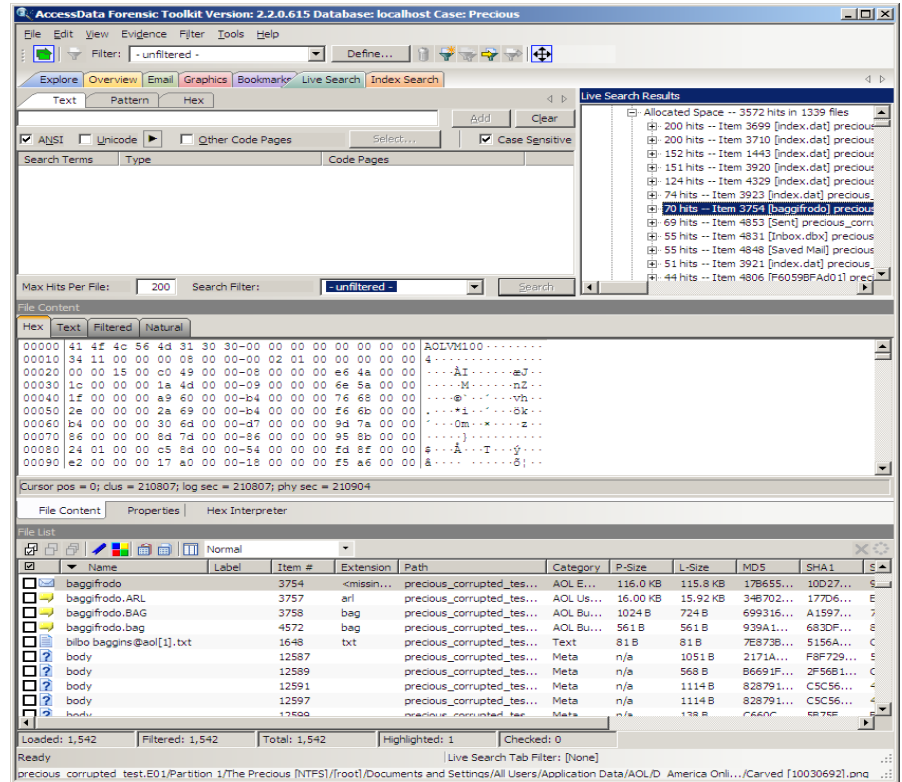 AccessData Forensic Toolkit Version: 2.2.0.615 Database: localhost Case: Precious
File Edit View Evidence Filter Tools Help
Filter: - unfiltered - Define...
Explore Overview Email Graphics Bookmarks Live Search Index Search
Text Pattern Hex
Add Clear
ANSI Unicode Other Code Pages Select... Case Sensitive
Search Terms Type Code Pages
Max Hits Per File: 200 Search Filter: - unfiltered - Search
Live Search Results
Allocated Space -- 3572 hits in 1339 files
200 hits -- Item 3699 [index.dat] precious
200 hits -- Item 3710 [index.dat] precious
152 hits -- Item 1443 [index.dat] precious
151 hits -- Item 3920 [index.dat] precious
124 hits -- Item 4329 [index.dat] precious
74 hits -- Item 3923 [index.dat] precious_
70 hits -- Item 3754 [baggifrodo] precious
69 hits -- Item 4853 [Sent] precious_corru
55 hits -- Item 4831 [Inbox.dbx] precious
55 hits -- Item 4848 [Saved Mail] precious
51 hits -- Item 3921 [index.dat] precious_
44 hits -- Item 4806 [F6059BFAd01] preci
File Content
Hex Text Filtered Natural
00000 41 4f 4c 56 4d 31 30 30-00 00 00 00 00 00 00 00 AOLVM100········
00010 34 11 00 00 00 08 00 00-00 02 01 00 00 00 00 00 4···············
00020 00 00 15 00 c0 49 00 00-08 00 00 00 e6 4a 00 00 ····ÀI······æJ··
00030 1c 00 00 00 1a 4d 00 00-09 00 00 00 6e 5a 00 00 ·····M······nZ··
00040 1f 00 00 00 a9 60 00 00-b4 00 00 00 76 68 00 00 ····©`··´···vh··
00050 2e 00 00 00 2a 69 00 00-b4 00 00 00 f6 6b 00 00 .···*i··´···ök··
00060 b4 00 00 00 30 6d 00 00-d7 00 00 00 9d 7a 00 00 ´···0m··×····z··
00070 86 00 00 00 8d 7d 00 00-86 00 00 00 95 8b 00 00 ·····}··········
00080 24 01 00 00 c5 8d 00 00-54 00 00 00 fd 8f 00 00 $···Å···T···ý···
00090 e2 00 00 00 17 a0 00 00-18 00 00 00 f5 a6 00 00 â···· ······õ¦··
Cursor pos = 0; clus = 210807; log sec = 210807; phy sec = 210904
File Content Properties Hex Interpreter
File List
Normal
Name Label Item # Extension Path Category P-Size L-Size MD5 SHA1 S
baggifrodo 3754 <missin... precious_corrupted_tes... AOL E... 116.0 KB 115.8 KB 17B655... 10D27...
baggifrodo.ARL 3757 arl precious_corrupted_tes... AOL Us... 16.00 KB 15.92 KB 34B702... 177D6...
baggifrodo.BAG 3758 bag precious_corrupted_tes... AOL Bu... 1024 B 724 B 699316... A1597...
baggifrodo.bag 4572 bag precious_corrupted_tes... AOL Bu... 561 B 561 B 939A1... 683DF...
bilbo baggins@aol[1].txt 1648 txt precious_corrupted_tes... Text 81 B 81 B 7E873B... 5156A...
body 12587 precious_corrupted_tes... Meta n/a 1051 B 2171A... F8F729...
body 12589 precious_corrupted_tes... Meta n/a 568 B B6691F... 2F56B1...
body 12591 precious_corrupted_tes... Meta n/a 1114 B 828791... C5C56...
body 12597 precious_corrupted_tes... Meta n/a 1114 B 828791... C5C56...
body 12599 precious_corrupted_tes... Meta n/a 138 B C660C... 5B75F...
Loaded: 1,542 Filtered: 1,542 Total: 1,542 Highlighted: 1 Checked: 0
Ready Live Search Tab Filter: [None]
precious_corrupted_test.E01/Partition 1/The Precious [NTFS]/[root]/Documents and Settings/All Users/Application Data/AOL/D_America Onli.../Carved [10030692].png